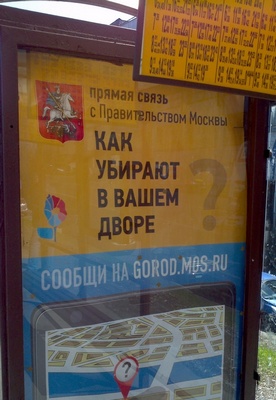 прямая связь
с Правительством Москвы
КАК
УБИРАЮТ
В ВАШЕМ
ДВОРЕ
?
СООБЩИ НА GOROD.MOS.RU
?